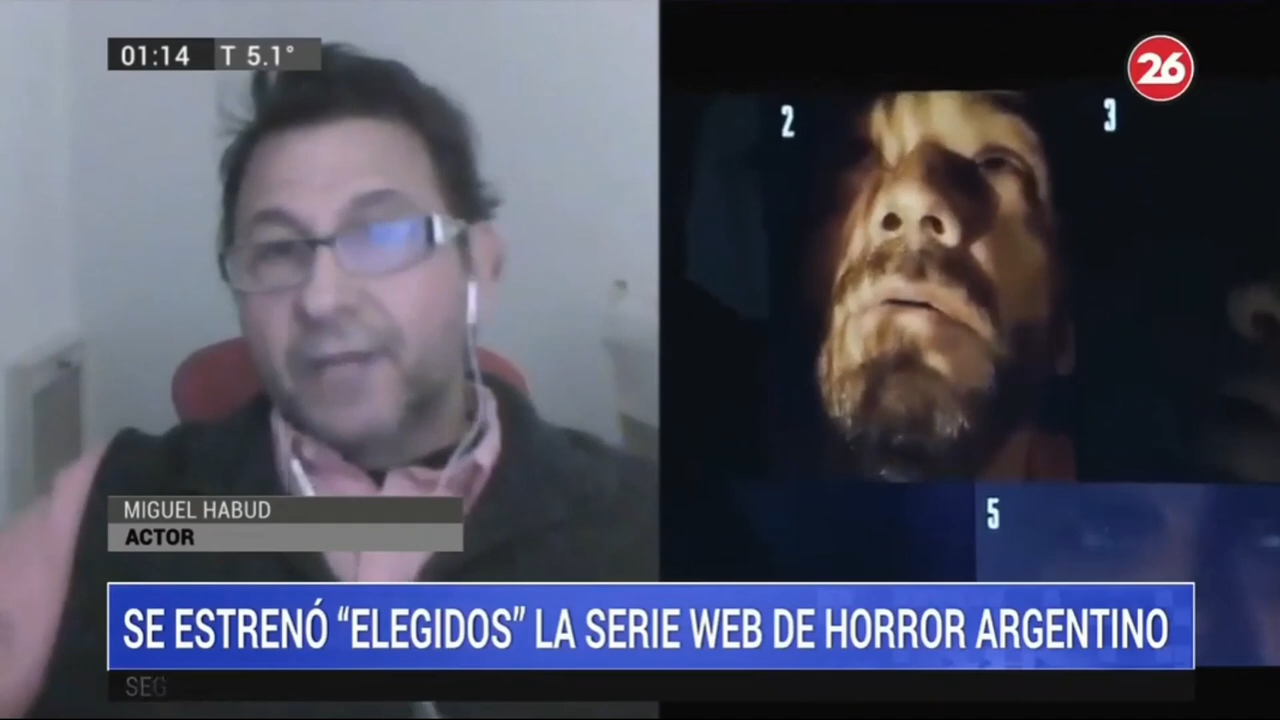 01:14 T 5.1°
26
2
3
MIGUEL HABUD
ACTOR
5
SE ESTRENÓ “ELEGIDOS” LA SERIE WEB DE HORROR ARGENTINO
SEG